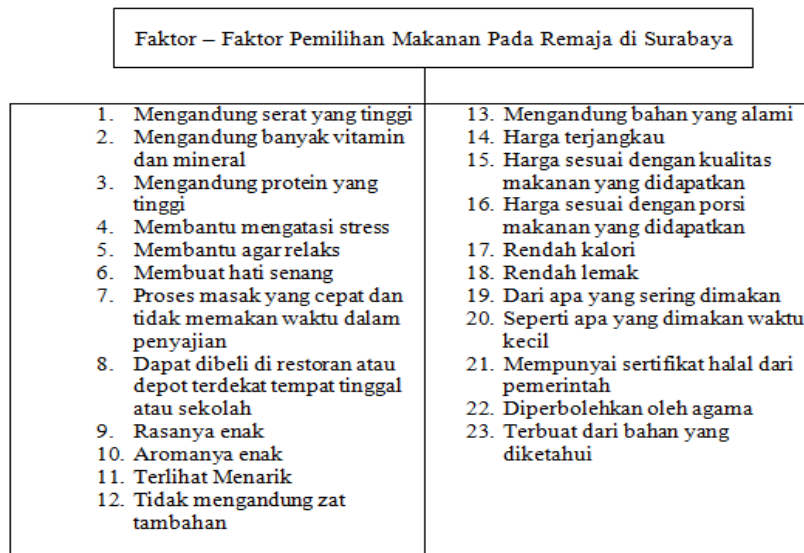 Faktor – Faktor Pemilihan Makanan Pada Remaja di Surabaya
1. Mengandung serat yang tinggi
2. Mengandung banyak vitamin
dan mineral
3. Mengandung protein yang
tinggi
4. Membantu mengatasi stress
5. Membantu agar relaks
6. Membuat hati senang
7. Proses masak yang cepat dan
tidak memakan waktu dalam
penyajian
8. Dapat dibeli di restoran atau
depot terdekat tempat tinggal
atau sekolah
9. Rasanya enak
10. Aromanya enak
11. Terlihat Menarik
12. Tidak mengandung zat
tambahan
13. Mengandung bahan yang alami
14. Harga terjangkau
15. Harga sesuai dengan kualitas
makanan yang didapatkan
16. Harga sesuai dengan porsi
makanan yang didapatkan
17. Rendah kalori
18. Rendah lemak
19. Dari apa yang sering dimakan
20. Seperti apa yang dimakan waktu
kecil
21. Mempunyai sertifikat halal dari
pemerintah
22. Diperbolehkan oleh agama
23. Terbuat dari bahan yang
diketahui